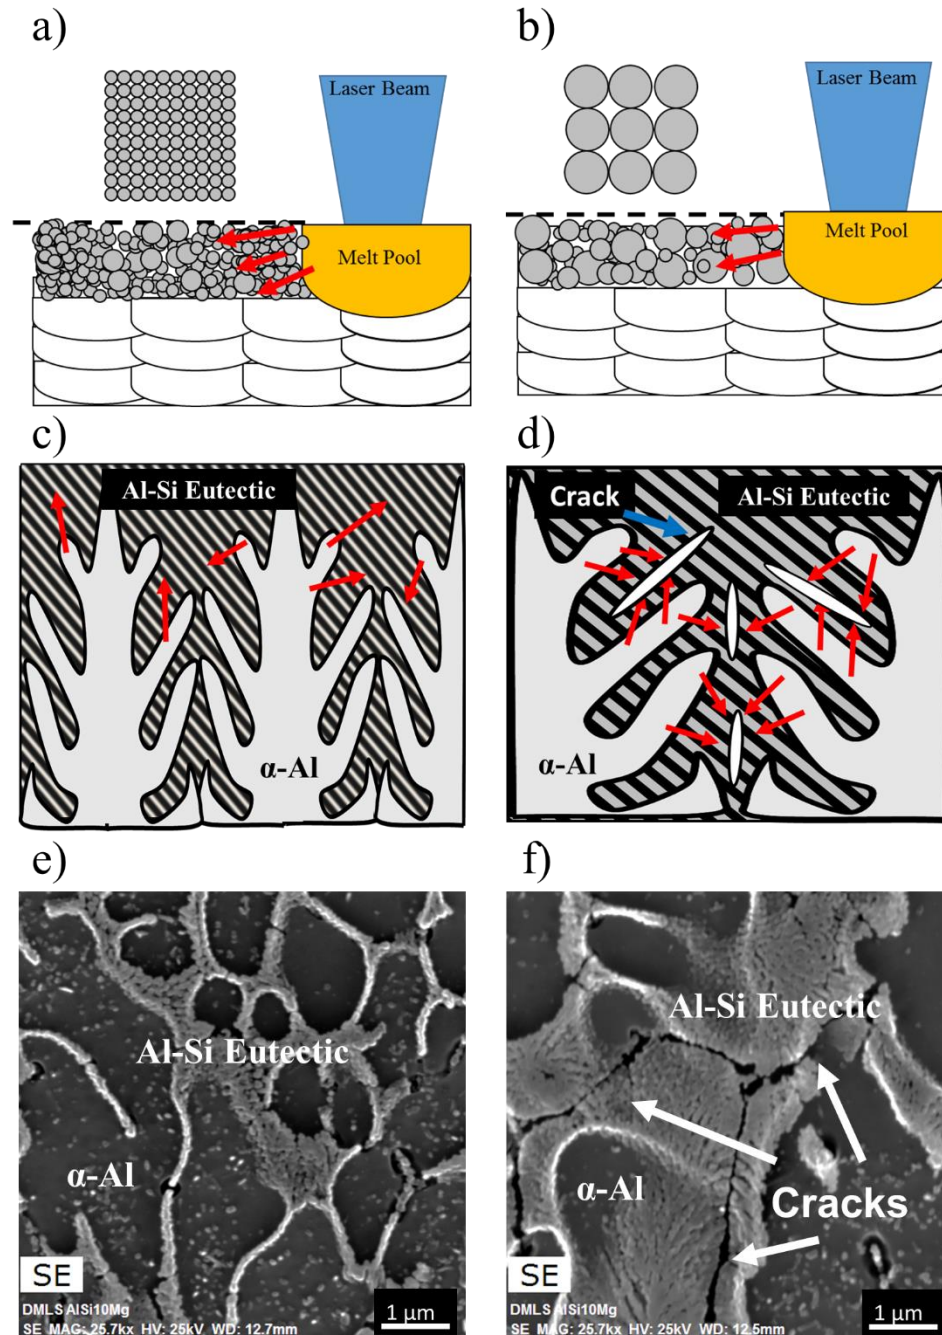 a)
b)
Laser Beam
Laser Beam
Melt Pool
Melt Pool
c)
d)
Al-Si Eutectic
α-Al
Crack
Al-Si Eutectic
α-Al
e)
f)
Al-Si Eutectic
α-Al
SE
DMLS AlSi10Mg
SE MAG: 25.7kx HV: 25kV WD: 12.7mm
1 µm
Al-Si Eutectic
α-Al
Cracks
SE
DMLS AlSi10Mg
SE MAG: 25.7kx HV: 25kV WD: 12.5mm
1 µm